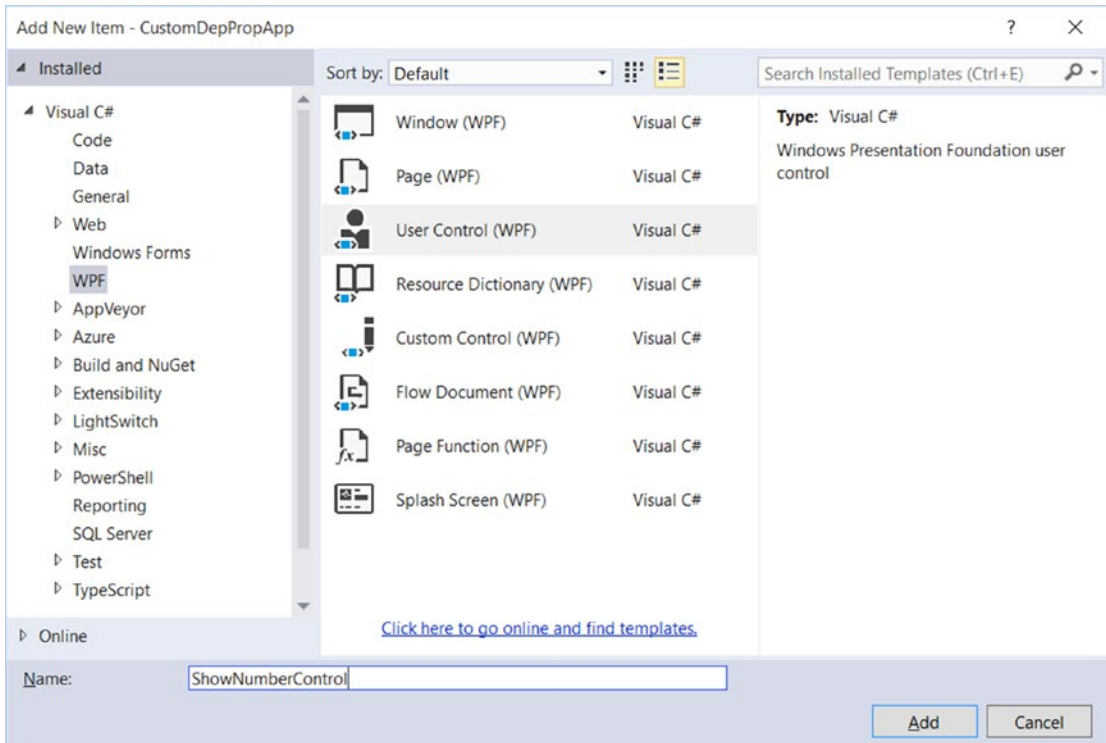 Add New Item - CustomDepPropApp
?
Installed
Sort by: Default
Search Installed Templates (Ctrl+E)
Visual C#
Code
Data
General
Web
Windows Forms
WPF
AppVeyor
Azure
Build and NuGet
Extensibility
LightSwitch
Misc
PowerShell
Reporting
SQL Server
Test
TypeScript
Online
Window (WPF) Visual C#
Page (WPF) Visual C#
User Control (WPF) Visual C#
Resource Dictionary (WPF) Visual C#
Custom Control (WPF) Visual C#
Flow Document (WPF) Visual C#
Page Function (WPF) Visual C#
Splash Screen (WPF) Visual C#
Click here to go online and find templates.
Type: Visual C#
Windows Presentation Foundation user
control
Name: ShowNumberControl
Add Cancel